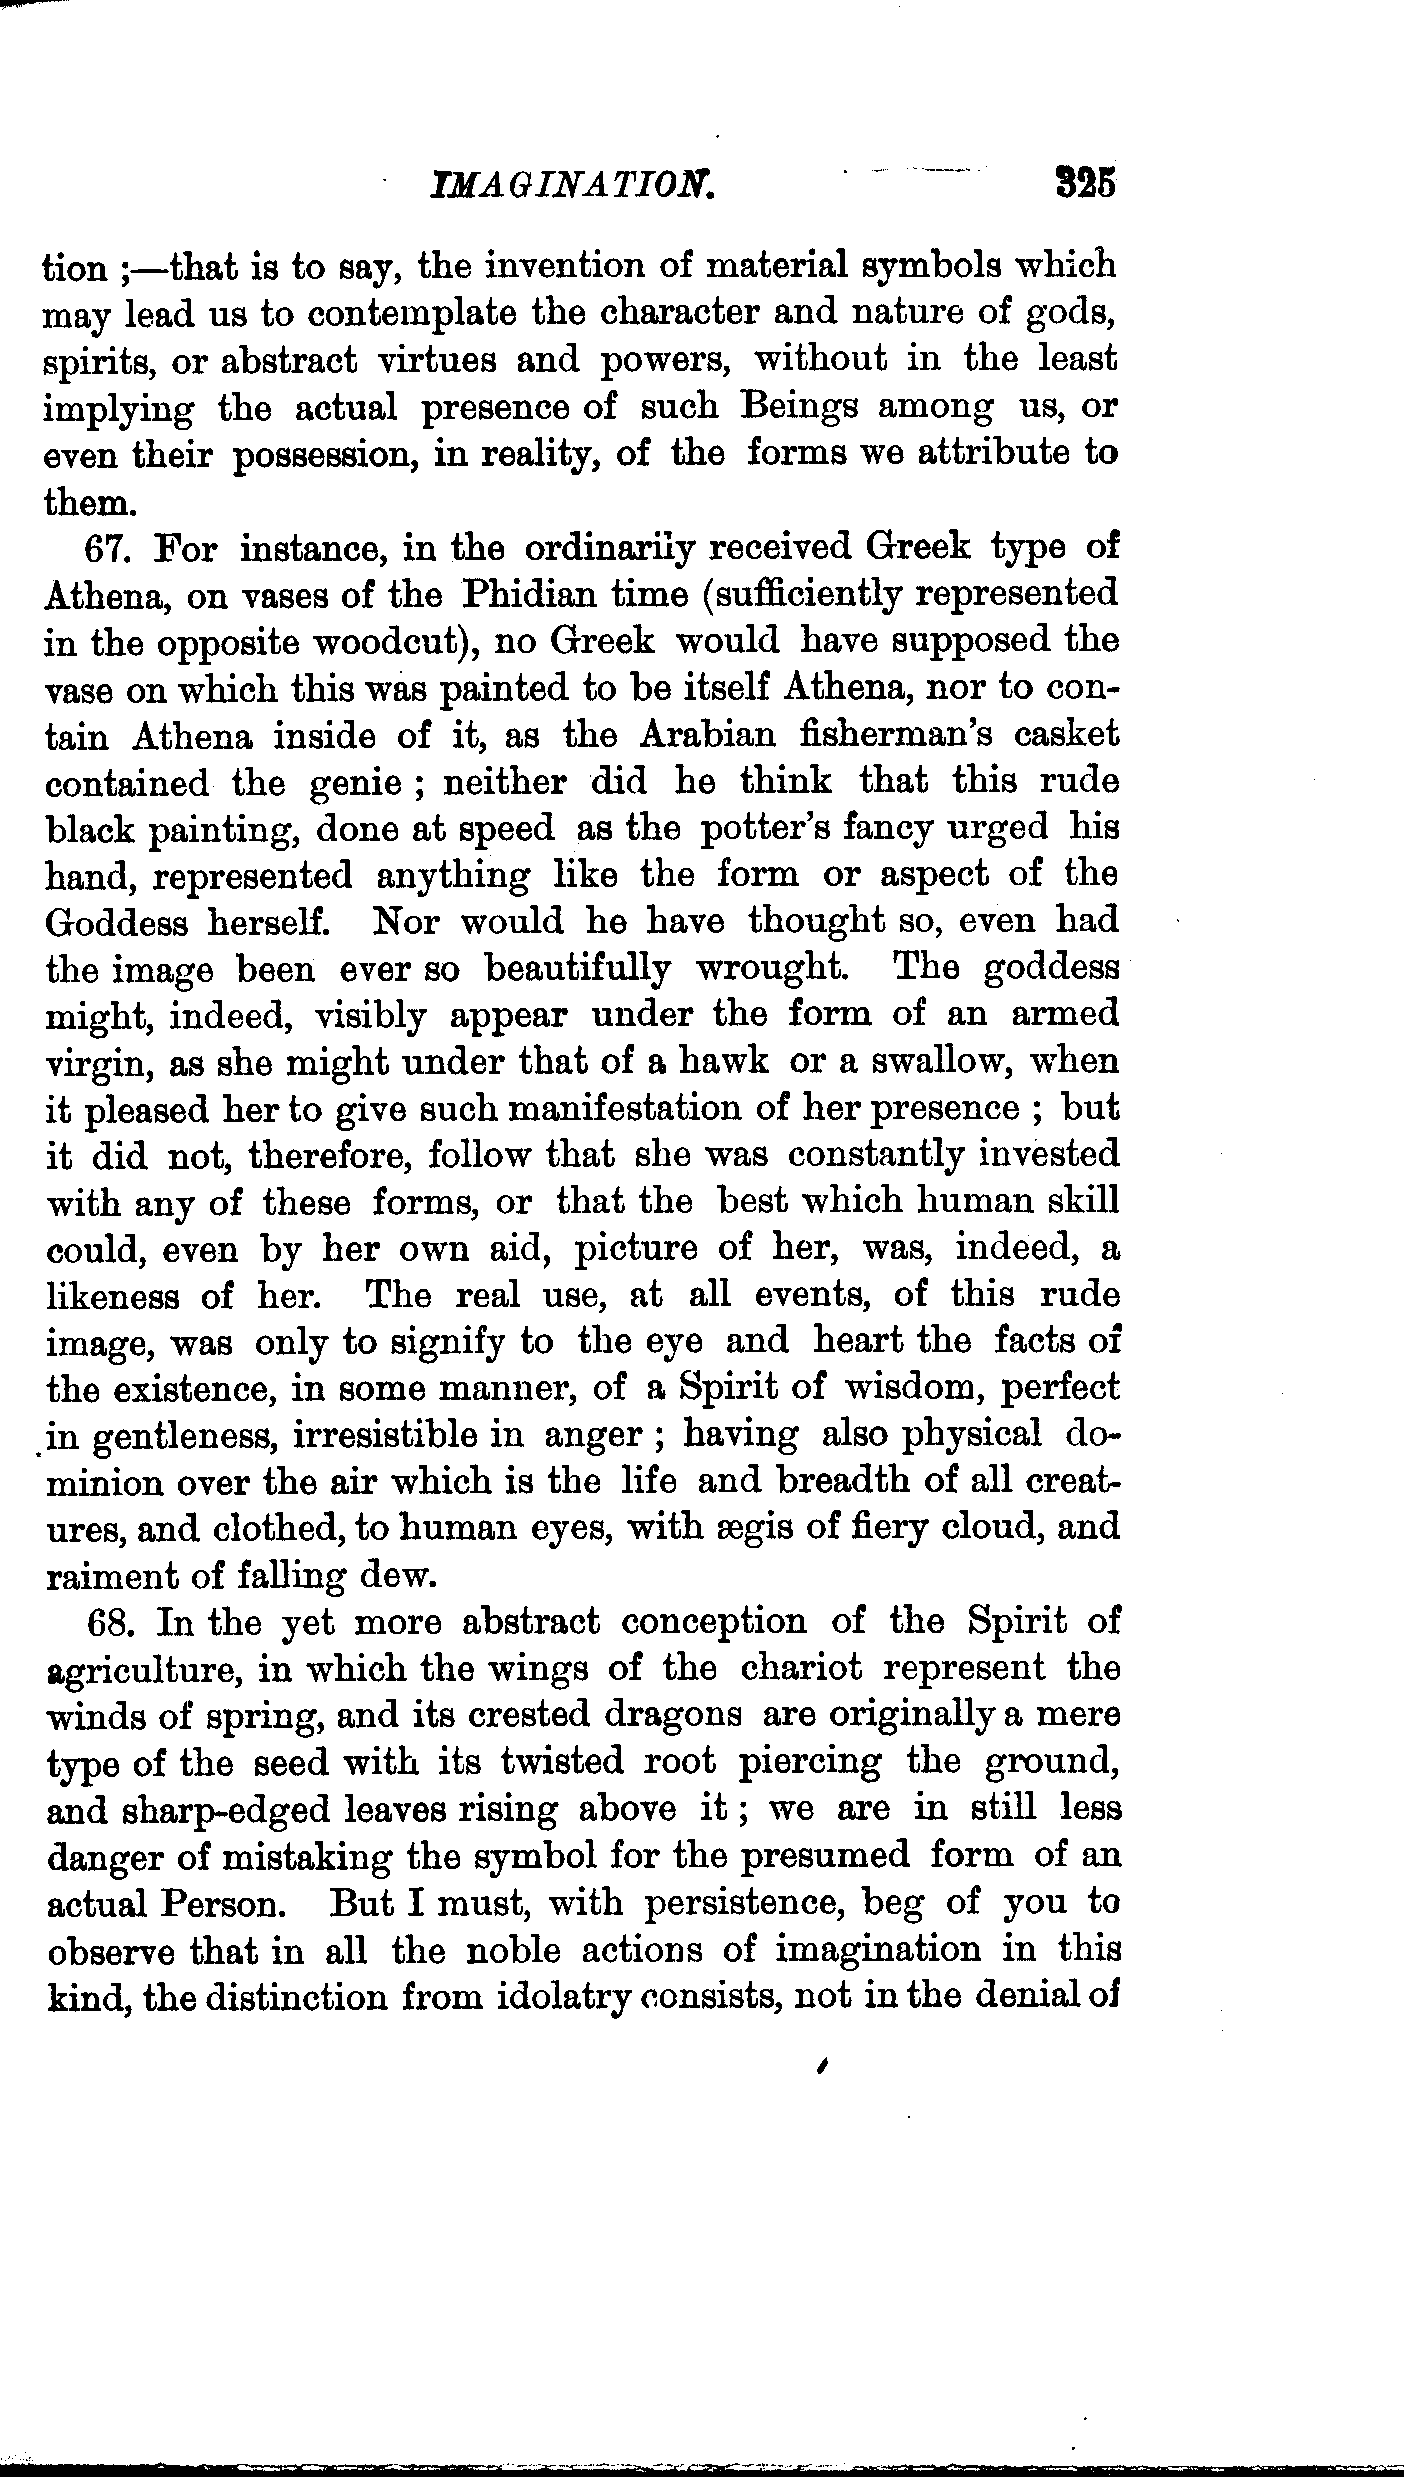 IMAGINATION. 325
tion ;—that is to say, the invention of material symbols which
may lead us to contemplate the character and nature of gods,
spirits, or abstract virtues and powers, without in the least
implying the actual presence of such Beings among us, or
even their possession, in reality, of the forms we attribute to
them.
67. For instance, in the ordinarily received Greek type of
Athena, on vases of the Phidian time (sufficiently represented
in the opposite woodcut), no Greek would have supposed the
vase on which this was painted to be itself Athena, nor to con-
tain Athena inside of it, as the Arabian fisherman's casket
contained the genie ; neither did he think that this rude
black painting, done at speed as the potter's fancy urged his
hand, represented anything like the form or aspect of the
Goddess herself. Nor would he have thought so, even had
the image been ever so beautifully wrought. The goddess
might, indeed, visibly appear under the form of an armed
virgin, as she might under that of a hawk or a swallow, when
it pleased her to give such manifestation of her presence ; but
it did not, therefore, follow that she was constantly invested
with any of these forms, or that the best which human skill
could, even by her own aid, picture of her, was, indeed, a
likeness of her. The real use, at all events, of this rude
image, was only to signify to the eye and heart the facts of
the existence, in some manner, of a Spirit of wisdom, perfect
in gentleness, irresistible in anger ; having also physical do-
minion over the air which is the life and breadth of all creat-
ures, and clothed, to human eyes, with ægis of fiery cloud, and
raiment of falling dew.
68. In the yet more abstract conception of the Spirit of
agriculture, in which the wings of the chariot represent the
winds of spring, and its crested dragons are originally a mere
type of the seed with its twisted root piercing the ground,
and sharp-edged leaves rising above it ; we are in still less
danger of mistaking the symbol for the presumed form of an
actual Person. But I must, with persistence, beg of you to
observe that in all the noble actions of imagination in this
kind, the distinction from idolatry consists, not in the denial of